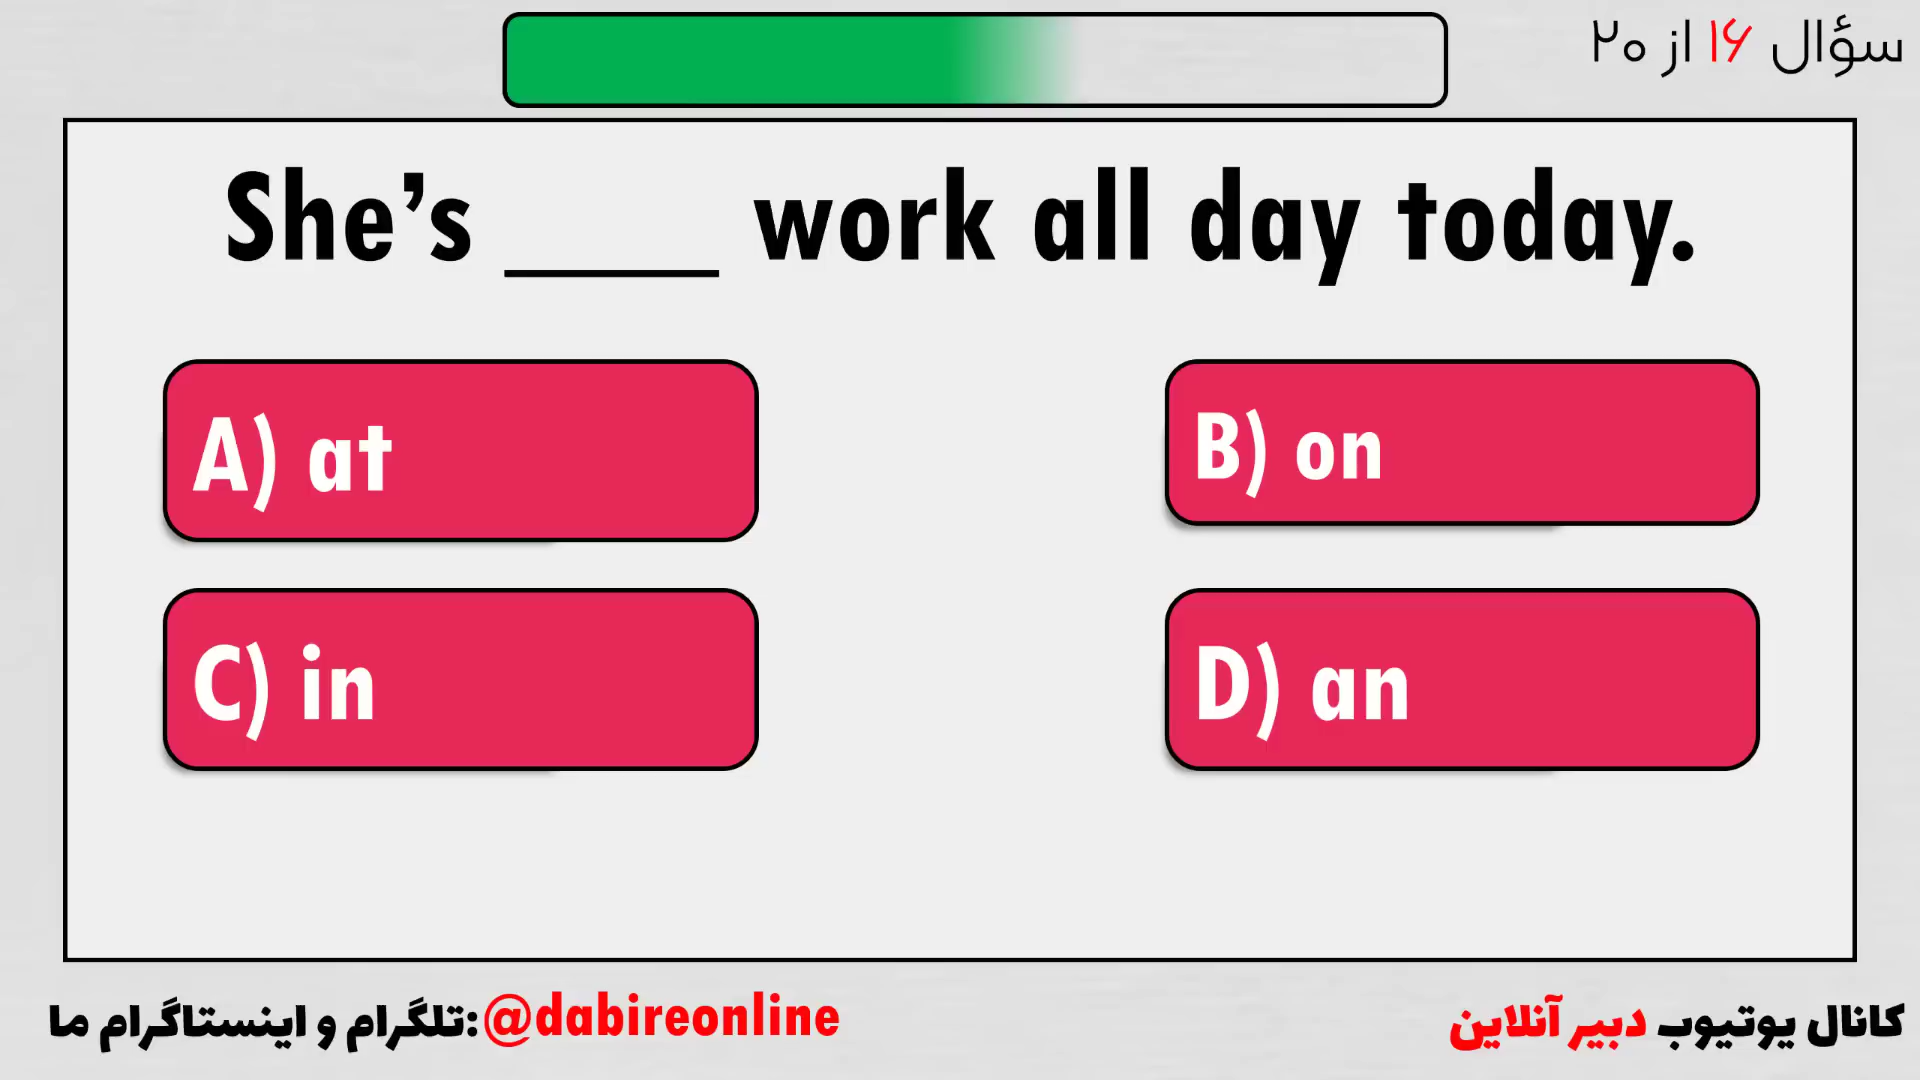 سؤال ۱۶ از ۲۰
She’s ____ work all day today.
A) at
B) on
C) in
D) an
کانال یوتیوب دبیر آنلاین
تلگرام و اینستاگرام ما: @dabireonline